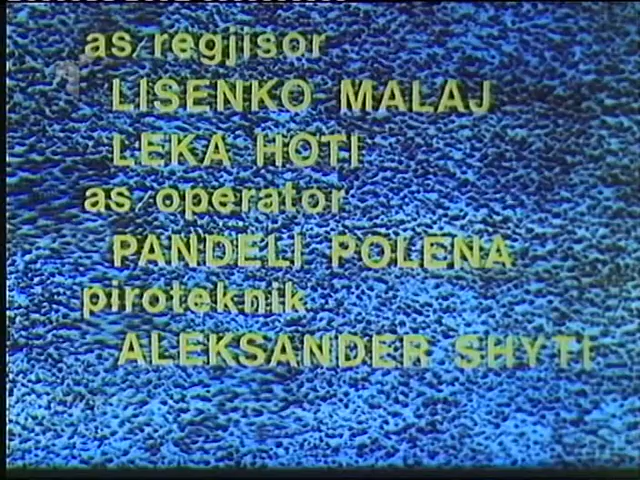 as/regjisor
LISENKO MALAJ
LEKA HOTI
as/operator
PANDELI POLENA
piroteknik
ALEKSANDER SHYTI